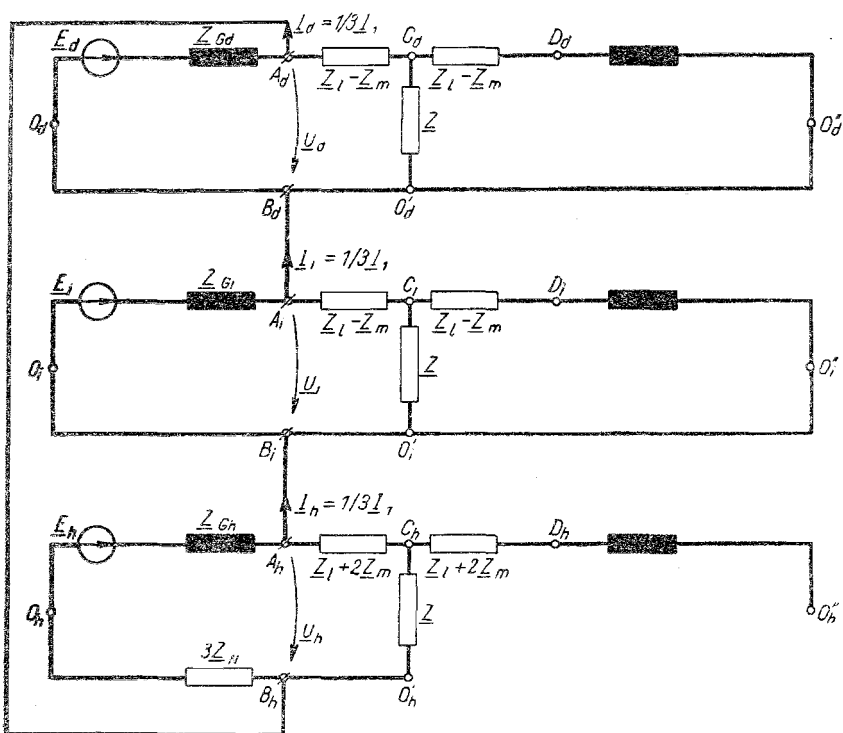 I_d = 1/3 I_1
E_d Z_Gd C_d D_d
A_d Z_l - Z_m Z_l - Z_m
O_d Z O_d"
U_d
B_d O_d'
I_i = 1/3 I_1
E_i Z_Gi C_i D_i
A_i Z_l - Z_m Z_l - Z_m
O_i Z O_i"
U_i
B_i O_i'
I_h = 1/3 I_1
E_h Z_Gh C_h D_h
A_h Z_l + 2Z_m Z_l + 2Z_m
O_h U_h Z O_h"
3Z_N
B_h O_h'